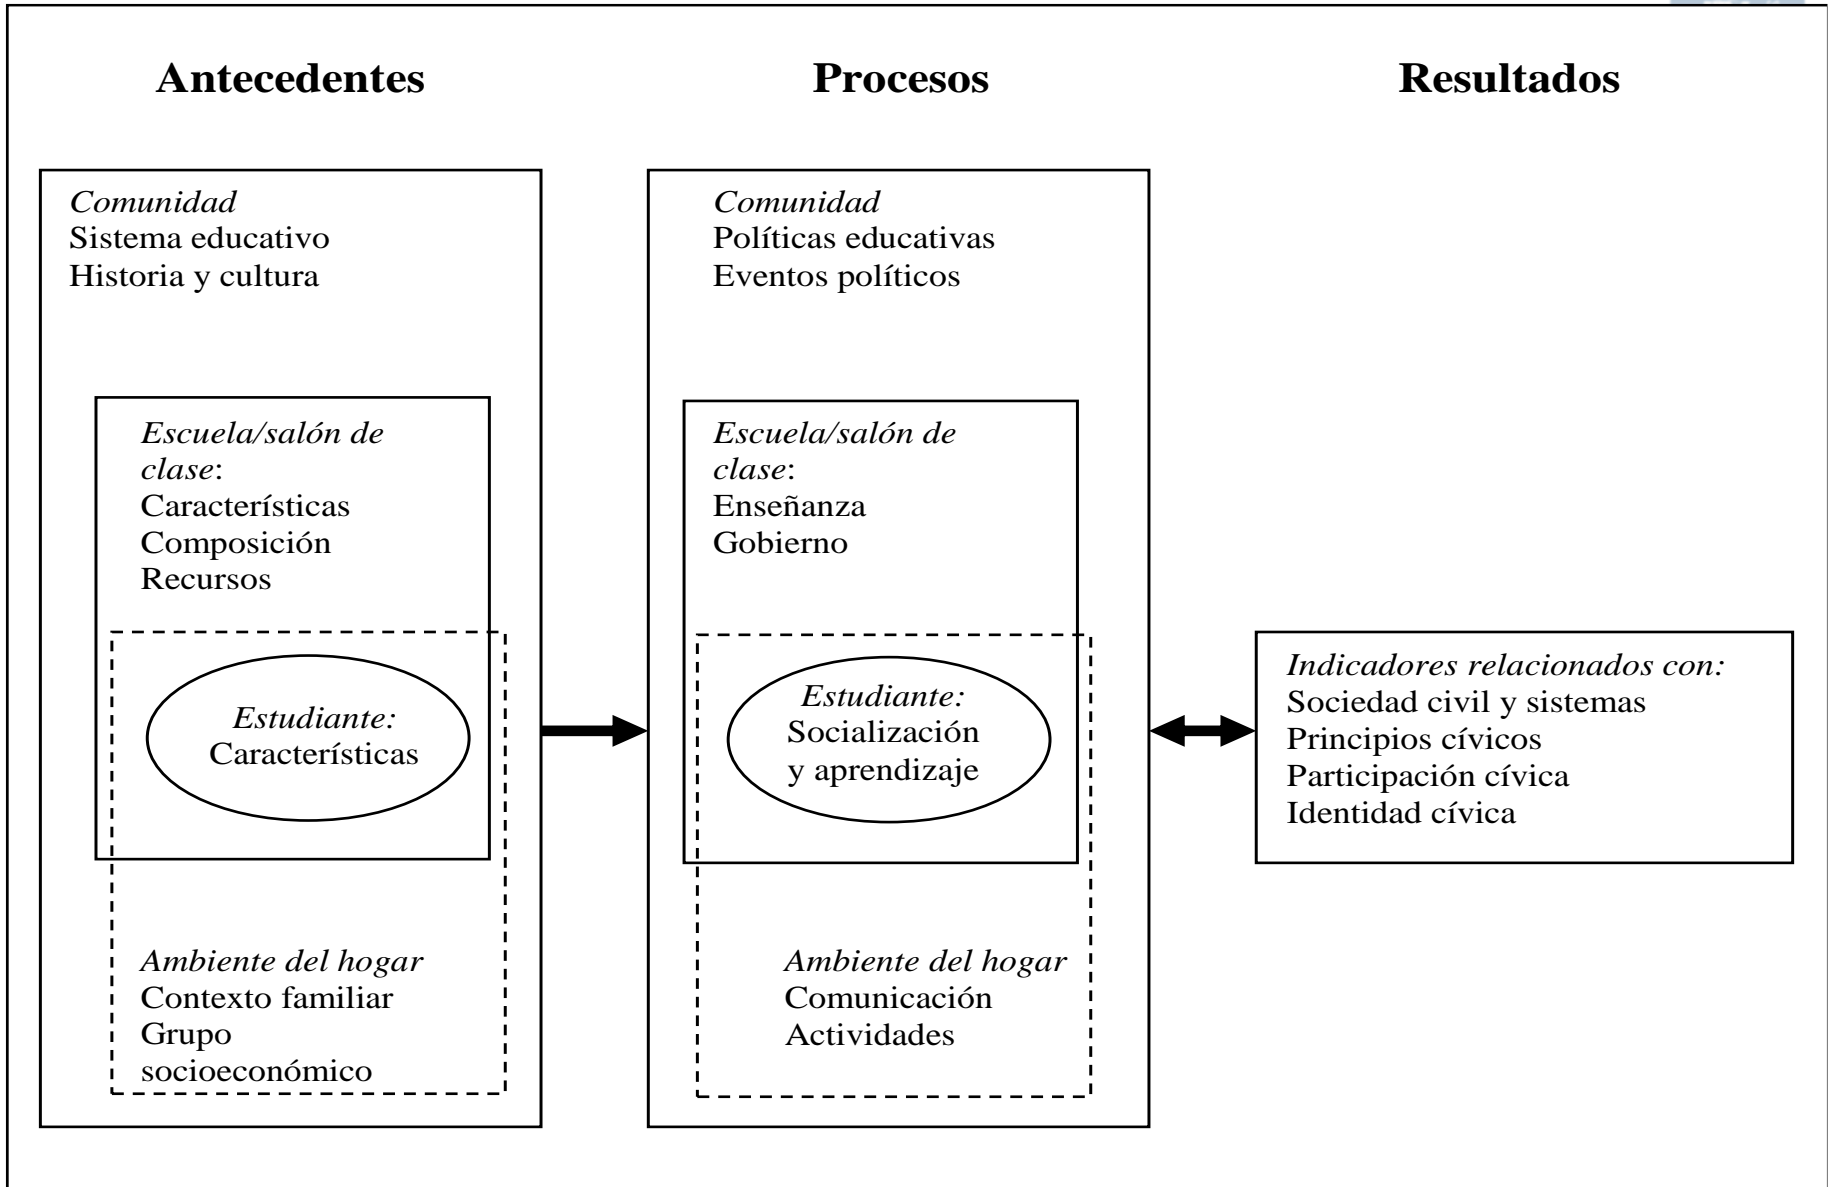 Antecedentes
Procesos
Resultados
Comunidad
Sistema educativo
Historia y cultura
Escuela/salón de
clase:
Características
Composición
Recursos
Estudiante:
Características
Ambiente del hogar
Contexto familiar
Grupo
socioeconómico
Comunidad
Políticas educativas
Eventos políticos
Escuela/salón de
clase:
Enseñanza
Gobierno
Estudiante:
Socialización
y aprendizaje
Ambiente del hogar
Comunicación
Actividades
Indicadores relacionados con:
Sociedad civil y sistemas
Principios cívicos
Participación cívica
Identidad cívica